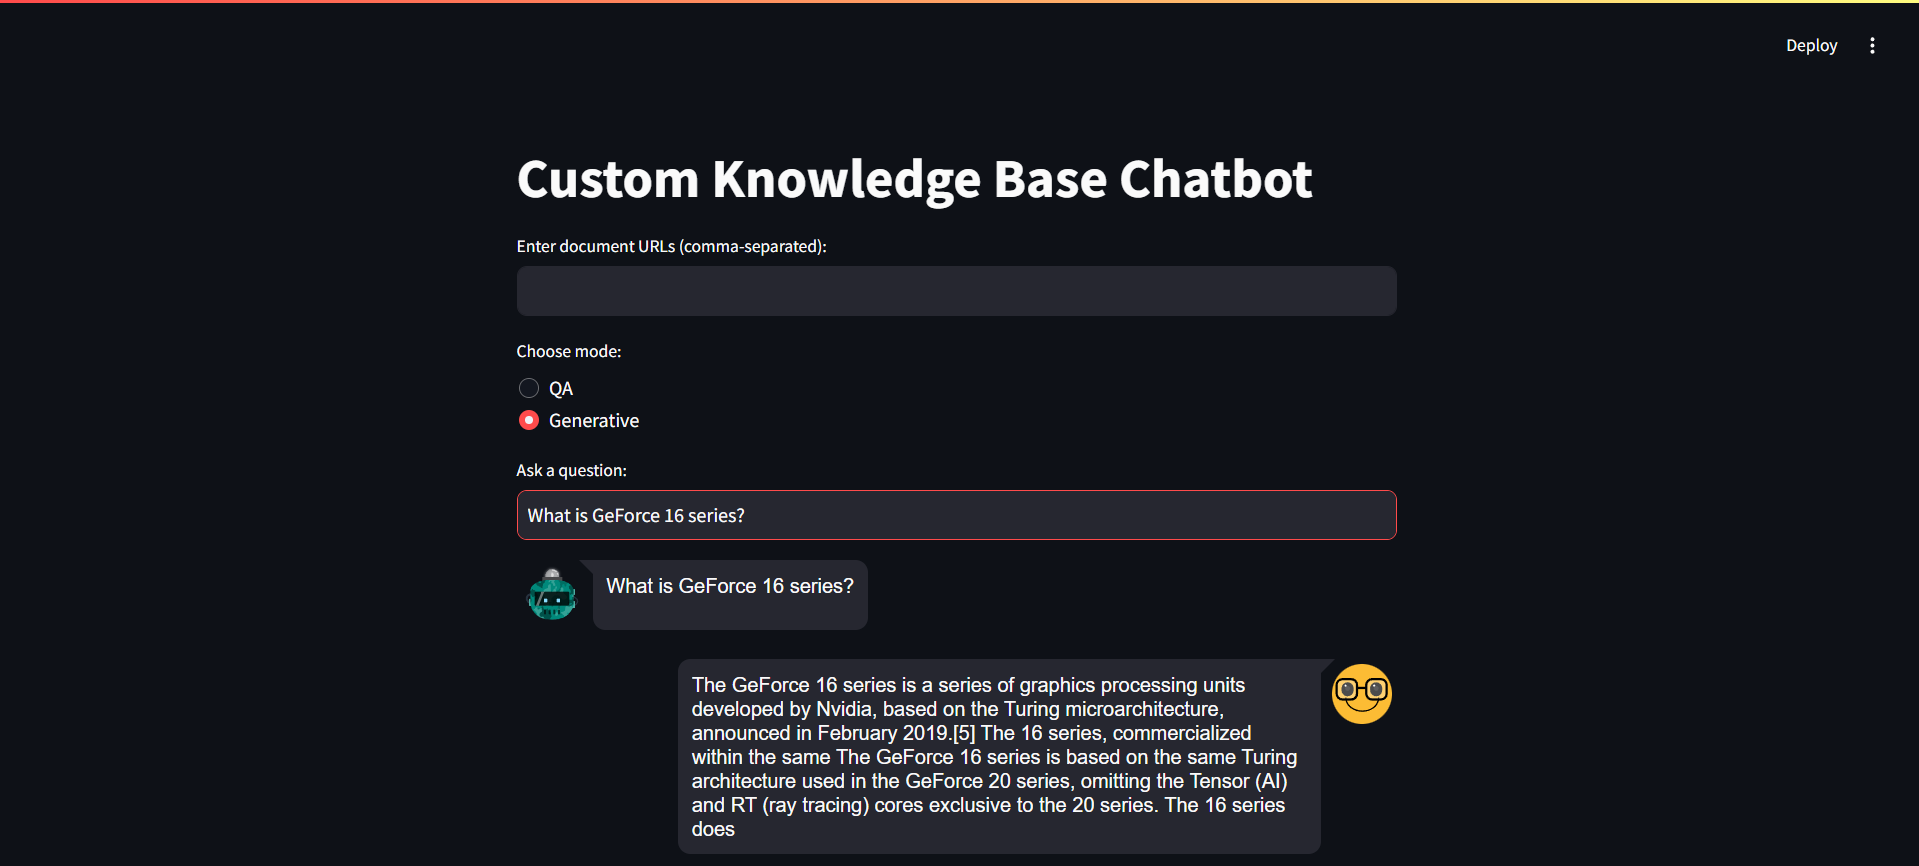 Deploy
Custom Knowledge Base Chatbot
Enter document URLs (comma-separated):
Choose mode:
QA
Generative
Ask a question:
What is GeForce 16 series?
What is GeForce 16 series?
The GeForce 16 series is a series of graphics processing units
developed by Nvidia, based on the Turing microarchitecture,
announced in February 2019.[5] The 16 series, commercialized
within the same The GeForce 16 series is based on the same Turing
architecture used in the GeForce 20 series, omitting the Tensor (AI)
and RT (ray tracing) cores exclusive to the 20 series. The 16 series
does